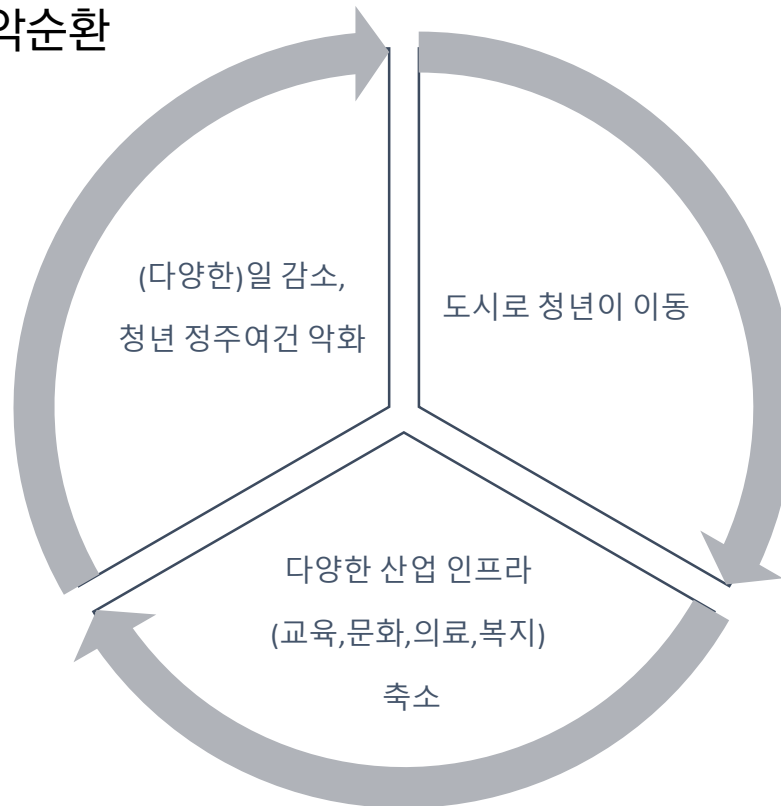 악순환
(다양한)일 감소,
청년 정주여건 악화
도시로 청년이 이동
다양한 산업 인프라
(교육,문화,의료,복지)
축소